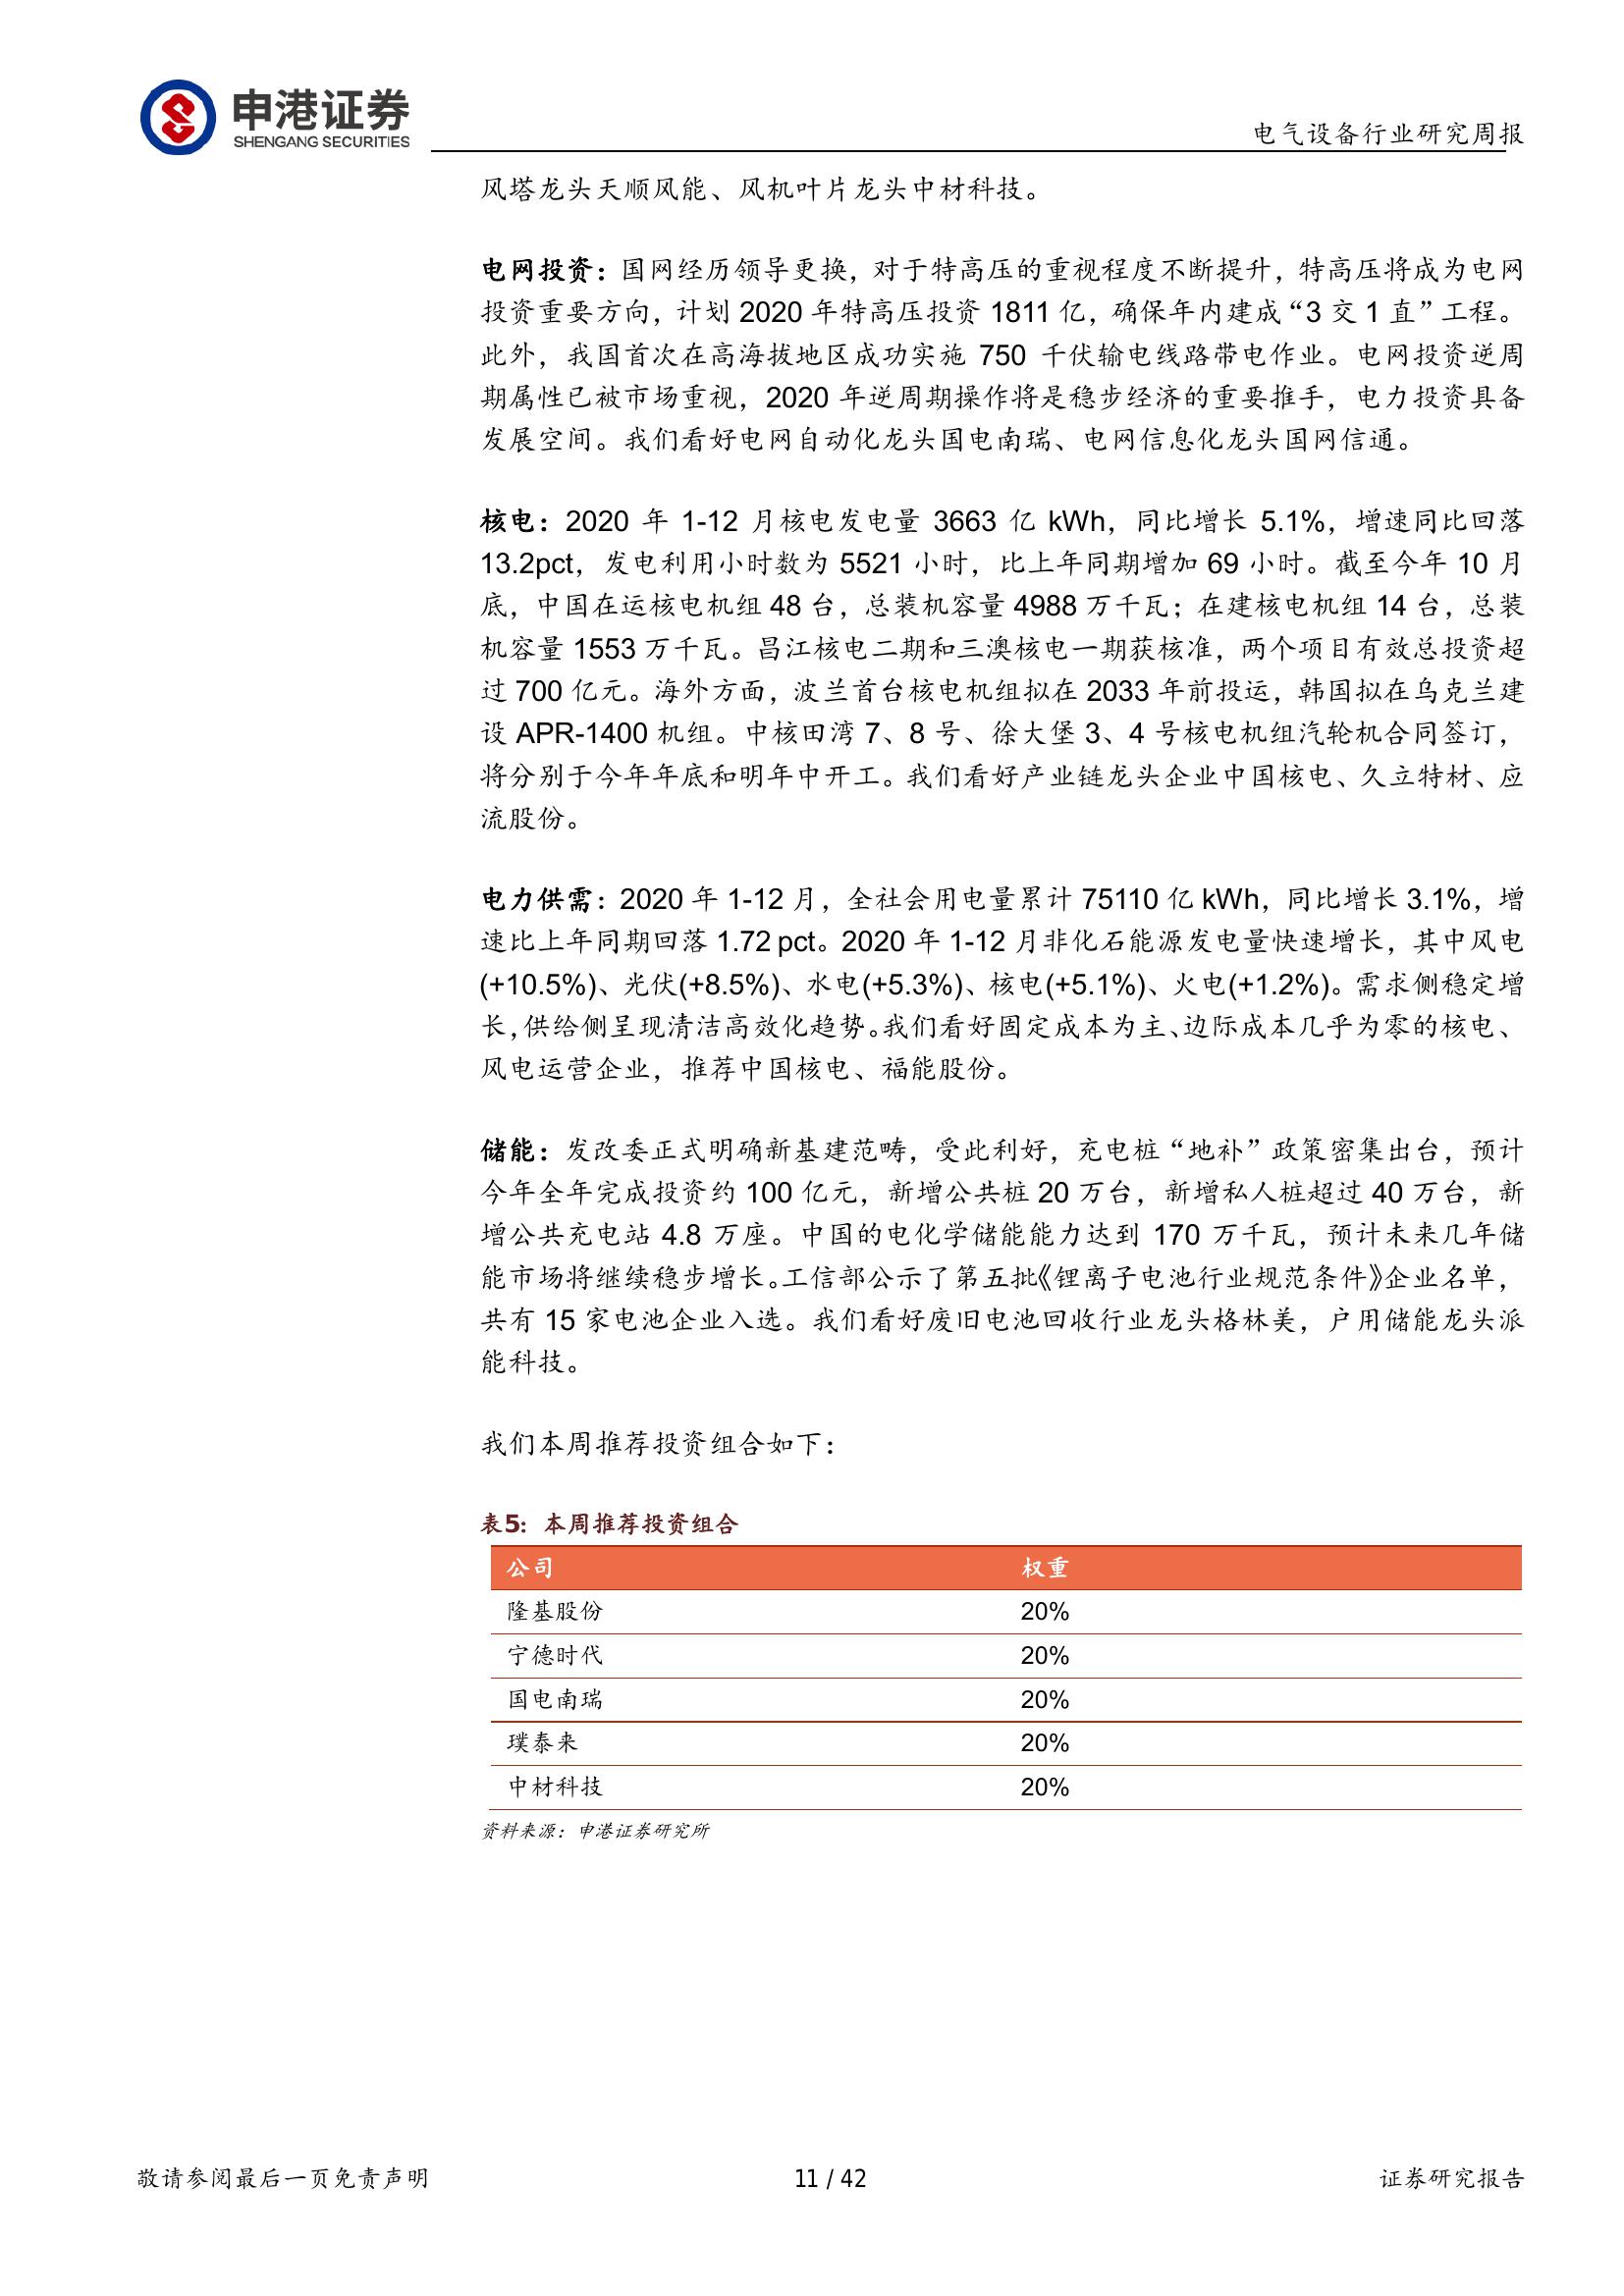 申港证券
SHENGANG SECURITIES
电气设备行业研究周报
风塔龙头天顺风能、风机叶片龙头中材科技。
电网投资：国网经历领导更换，对于特高压的重视程度不断提升，特高压将成为电网
投资重要方向，计划 2020 年特高压投资 1811 亿，确保年内建成“3 交 1 直”工程。
此外，我国首次在高海拔地区成功实施 750 千伏输电线路带电作业。电网投资逆周
期属性已被市场重视，2020 年逆周期操作将是稳步经济的重要推手，电力投资具备
发展空间。我们看好电网自动化龙头国电南瑞、电网信息化龙头国网信通。
核电：2020 年 1-12 月核电发电量 3663 亿 kWh，同比增长 5.1%，增速同比回落
13.2pct，发电利用小时数为 5521 小时，比上年同期增加 69 小时。截至今年 10 月
底，中国在运核电机组 48 台，总装机容量 4988 万千瓦；在建核电机组 14 台，总装
机容量 1553 万千瓦。昌江核电二期和三澳核电一期获核准，两个项目有效总投资超
过 700 亿元。海外方面，波兰首台核电机组拟在 2033 年前投运，韩国拟在乌克兰建
设 APR-1400 机组。中核田湾 7、8 号、徐大堡 3、4 号核电机组汽轮机合同签订，
将分别于今年年底和明年中开工。我们看好产业链龙头企业中国核电、久立特材、应
流股份。
电力供需：2020 年 1-12 月，全社会用电量累计 75110 亿 kWh，同比增长 3.1%，增
速比上年同期回落 1.72 pct。2020 年 1-12 月非化石能源发电量快速增长，其中风电
(+10.5%)、光伏(+8.5%)、水电(+5.3%)、核电(+5.1%)、火电(+1.2%)。需求侧稳定增
长，供给侧呈现清洁高效化趋势。我们看好固定成本为主、边际成本几乎为零的核电、
风电运营企业，推荐中国核电、福能股份。
储能：发改委正式明确新基建范畴，受此利好，充电桩“地补”政策密集出台，预计
今年全年完成投资约 100 亿元，新增公共桩 20 万台，新增私人桩超过 40 万台，新
增公共充电站 4.8 万座。中国的电化学储能能力达到 170 万千瓦，预计未来几年储
能市场将继续稳步增长。工信部公示了第五批《锂离子电池行业规范条件》企业名单，
共有 15 家电池企业入选。我们看好废旧电池回收行业龙头格林美，户用储能龙头派
能科技。
我们本周推荐投资组合如下：
表5：本周推荐投资组合
公司 权重
隆基股份 20%
宁德时代 20%
国电南瑞 20%
璞泰来 20%
中材科技 20%
资料来源：申港证券研究所
敬请参阅最后一页免责声明 11 / 42 证券研究报告